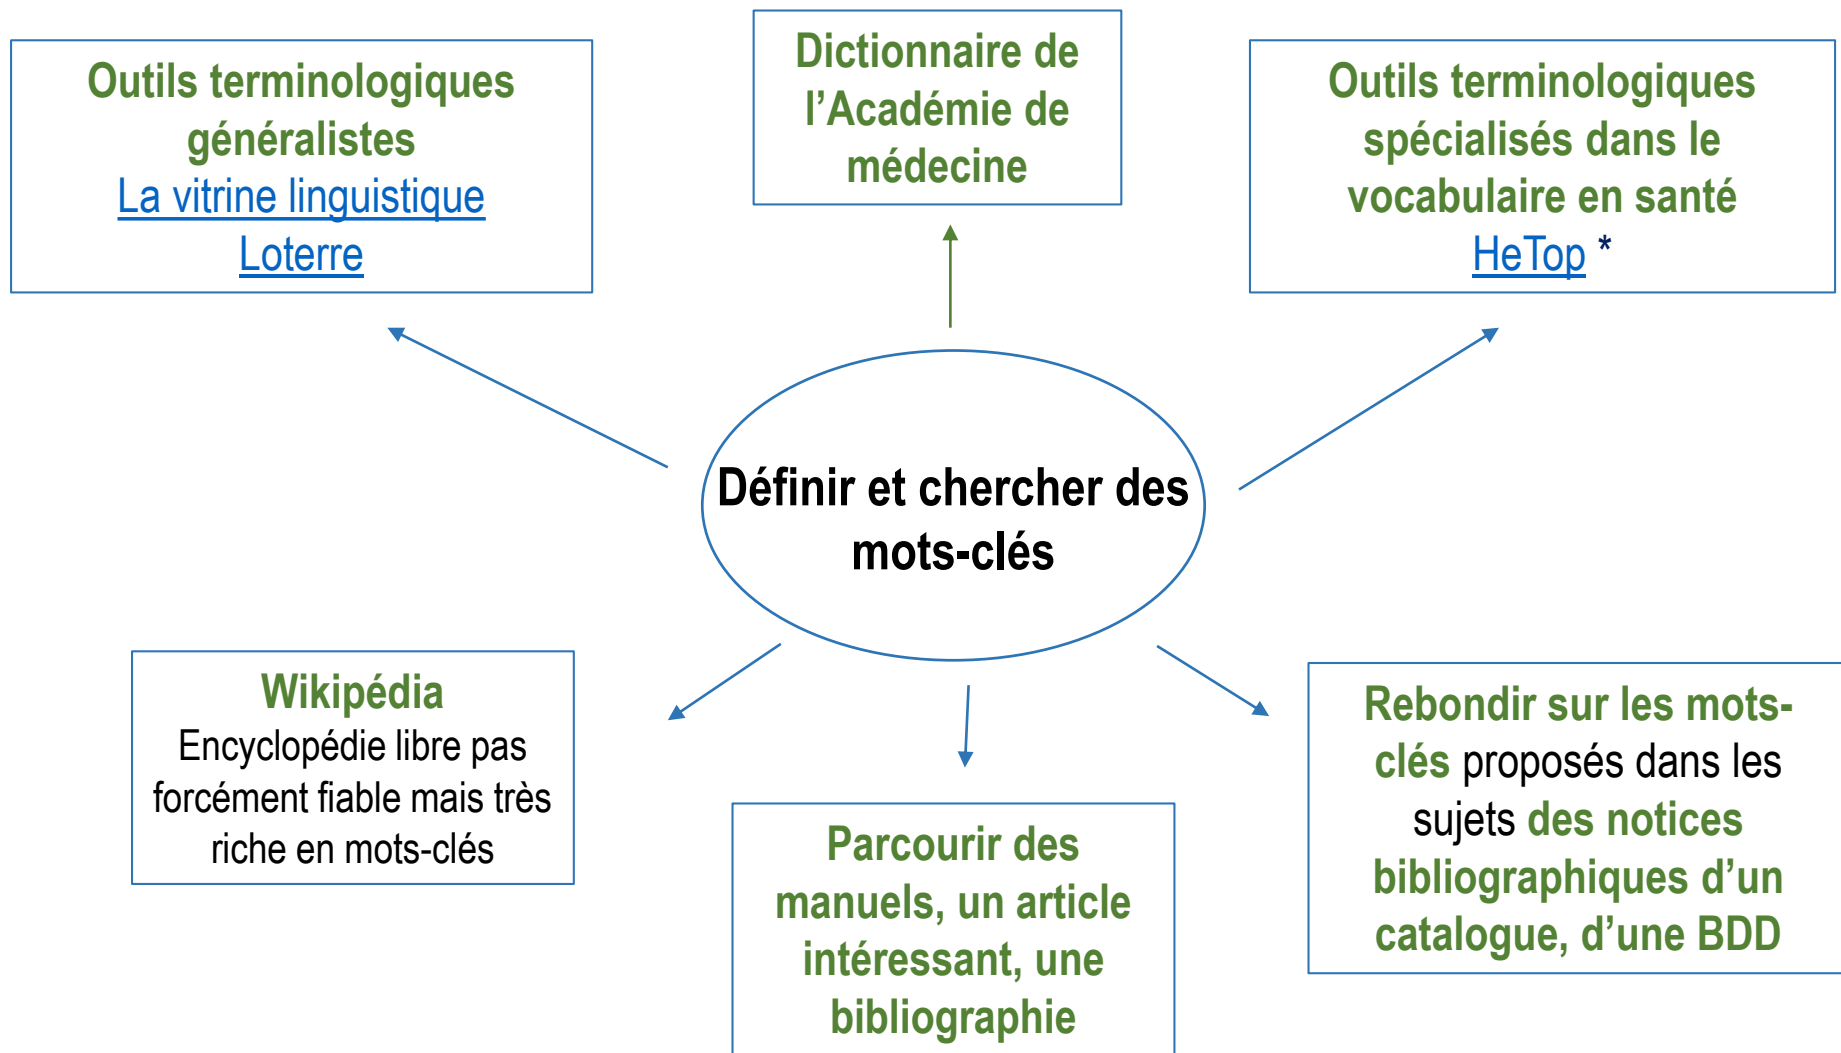 Outils terminologiques
généralistes
La vitrine linguistique
Loterre
Dictionnaire de
l’Académie de
médecine
Outils terminologiques
spécialisés dans le
vocabulaire en santé
HeTop *
Définir et chercher des
mots-clés
Wikipédia
Encyclopédie libre pas
forcément fiable mais très
riche en mots-clés
Parcourir des
manuels, un article
intéressant, une
bibliographie
Rebondir sur les mots-
clés proposés dans les
sujets des notices
bibliographiques d’un
catalogue, d’une BDD